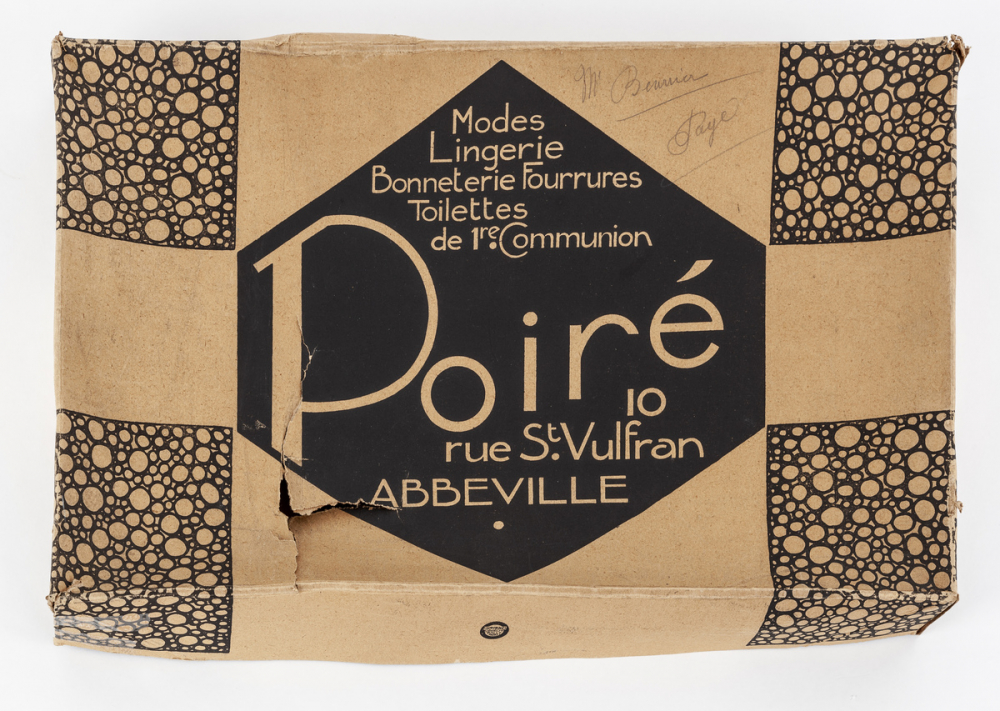 Modes
Lingerie
Bonneterie Fourrures
Toilettes
de 1re. Communion
Poiré
10
rue St. Vulfran
ABBEVILLE
Payé